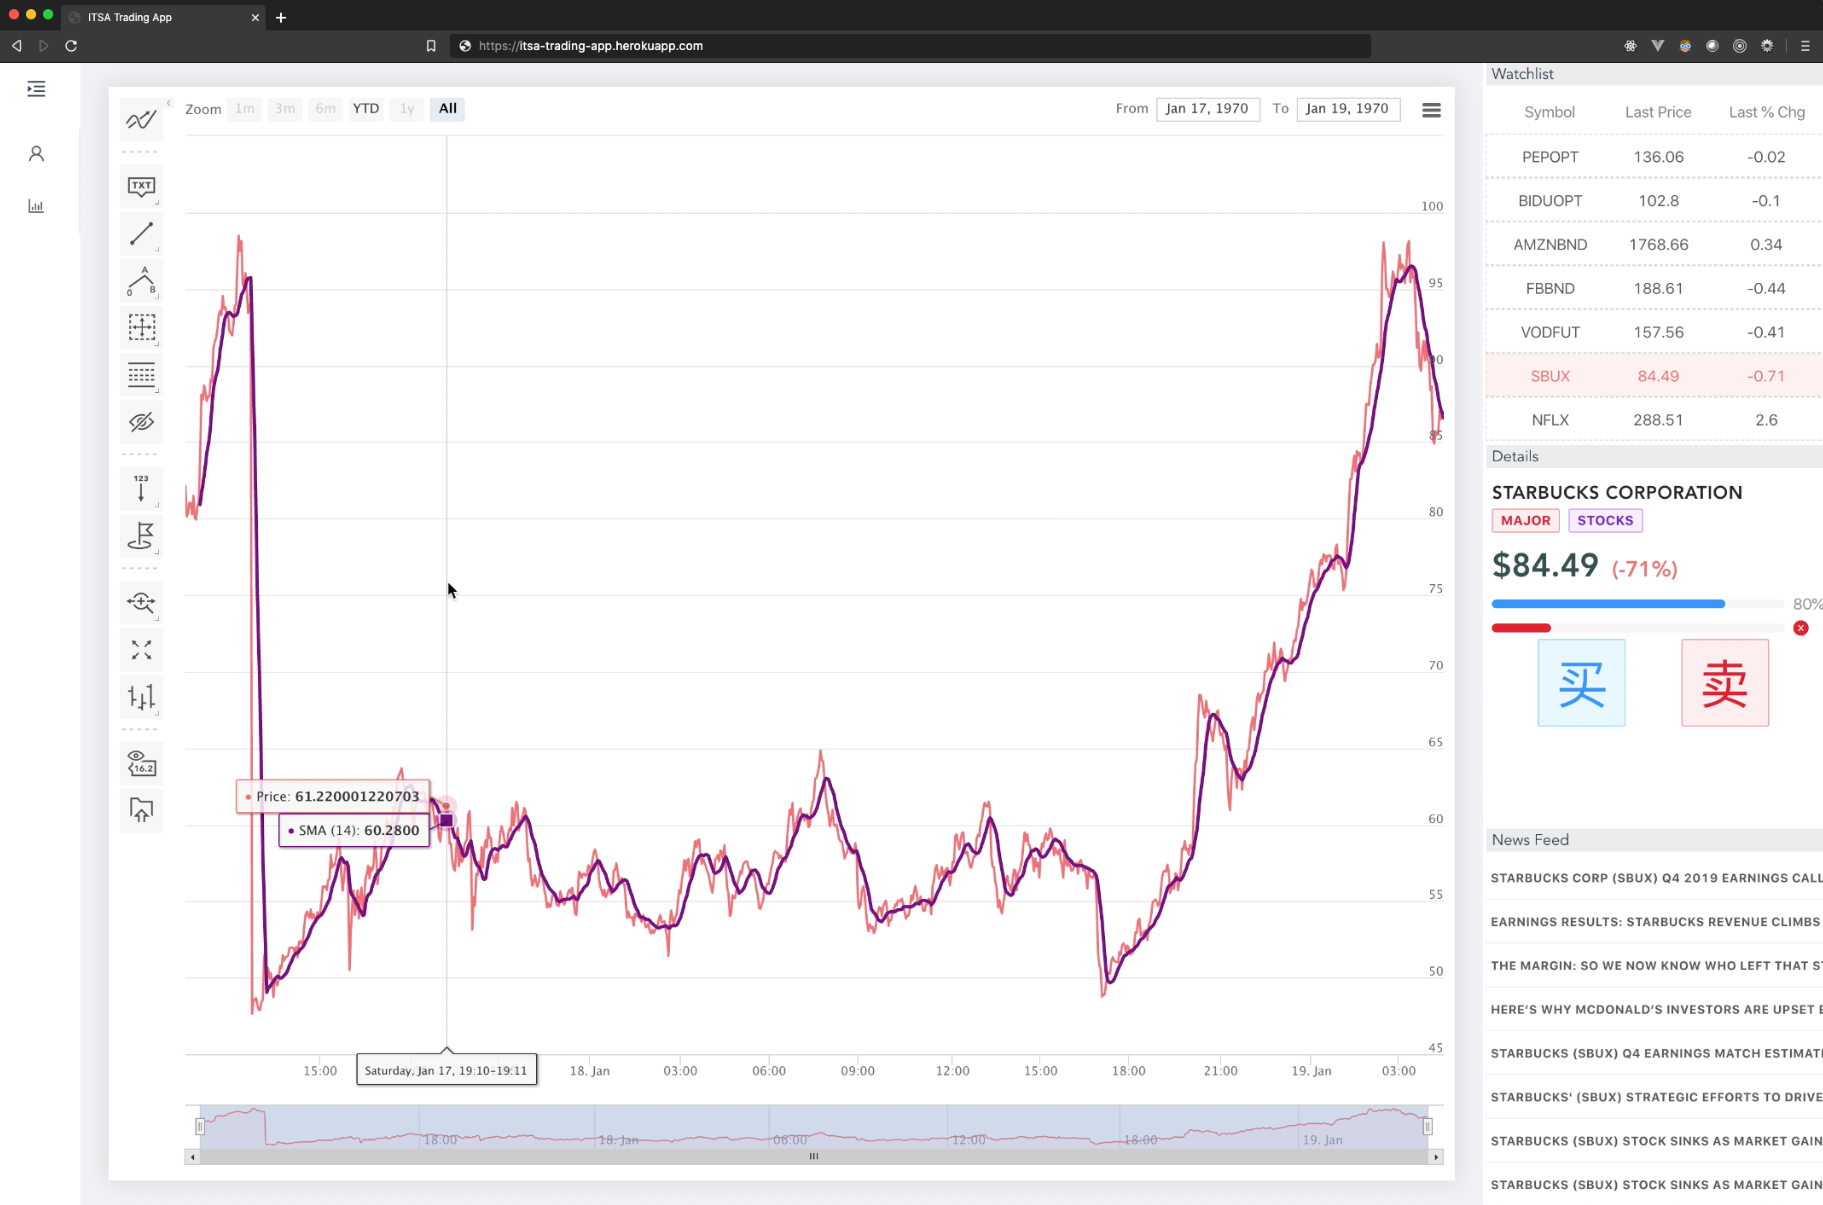 ITSA Trading App
https://itsa-trading-app.herokuapp.com
Zoom 1m 3m 6m YTD 1y All
From Jan 17, 1970 To Jan 19, 1970
TXT
A
0 B
123
16.2
100
95
90
85
80
75
70
65
60
55
50
45
Price: 61.220001220703
SMA (14): 60.2800
15:00 Saturday, Jan 17, 19:10-19:11 18. Jan 03:00 06:00 09:00 12:00 15:00 18:00 21:00 19. Jan 03:00
18:00 18. Jan 06:00 12:00 18:00 19. Jan
Watchlist
Symbol Last Price Last % Chg
PEPOPT 136.06 -0.02
BIDUOPT 102.8 -0.1
AMZNBND 1768.66 0.34
FBBND 188.61 -0.44
VODFUT 157.56 -0.41
SBUX 84.49 -0.71
NFLX 288.51 2.6
Details
STARBUCKS CORPORATION
MAJOR STOCKS
$84.49 (-71%)
80%
买 卖
News Feed
STARBUCKS CORP (SBUX) Q4 2019 EARNINGS CALL
EARNINGS RESULTS: STARBUCKS REVENUE CLIMBS
THE MARGIN: SO WE NOW KNOW WHO LEFT THAT
HERE'S WHY MCDONALD'S INVESTORS ARE UPSET
STARBUCKS (SBUX) Q4 EARNINGS MATCH ESTIMAT
STARBUCKS' (SBUX) STRATEGIC EFFORTS TO DRIVE
STARBUCKS (SBUX) STOCK SINKS AS MARKET GAIN
STARBUCKS (SBUX) STOCK SINKS AS MARKET GAIN